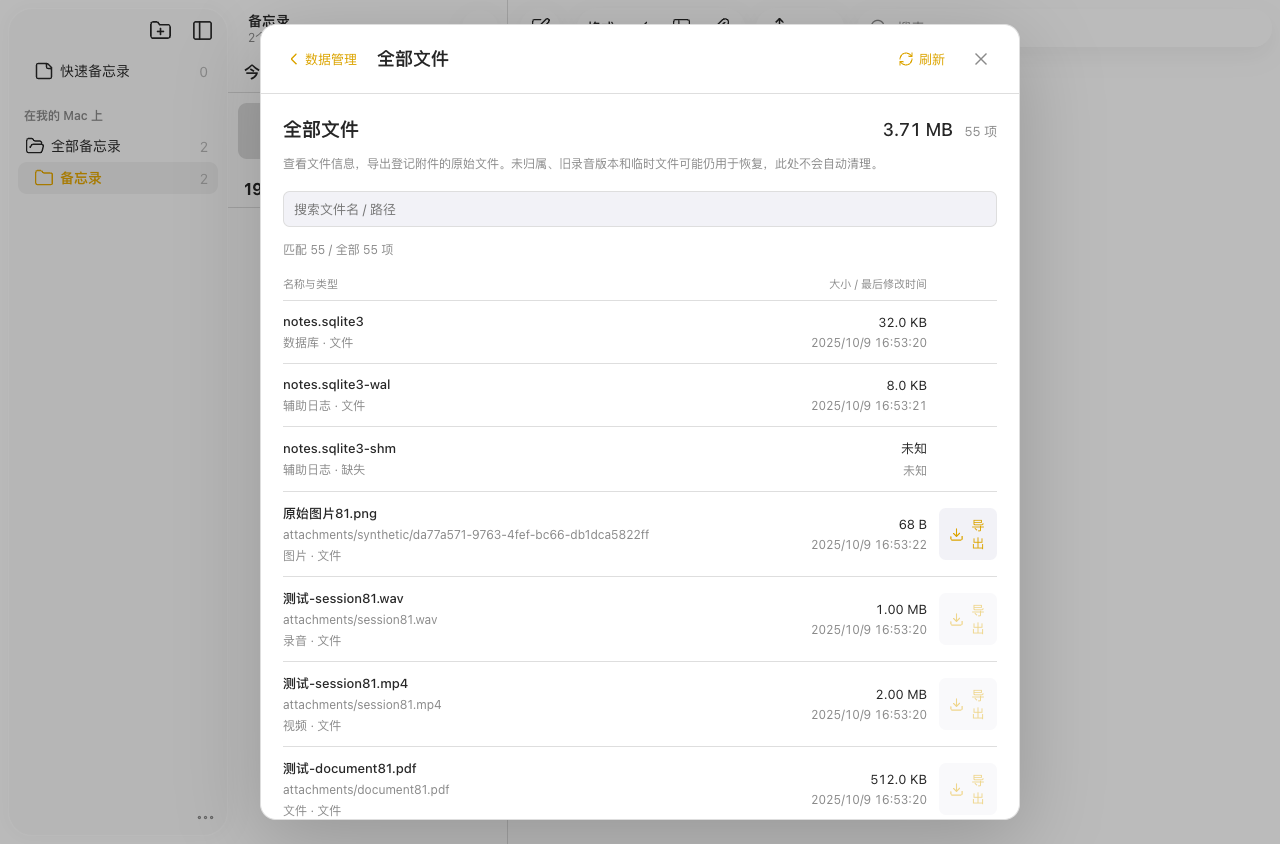 备忘录
快速备忘录 0
在我的 Mac 上
全部备忘录 2
备忘录 2
数据管理
全部文件
刷新
全部文件
3.71 MB 55 项
查看文件信息，导出登记附件的原始文件。未归属、旧录音版本和临时文件可能仍用于恢复，此处不会自动清理。
搜索文件名 / 路径
匹配 55 / 全部 55 项
名称与类型
大小 / 最后修改时间
notes.sqlite3
32.0 KB
数据库 · 文件
2025/10/9 16:53:20
notes.sqlite3-wal
8.0 KB
辅助日志 · 文件
2025/10/9 16:53:21
notes.sqlite3-shm
未知
辅助日志 · 缺失
未知
原始图片81.png
attachments/synthetic/da77a571-9763-4fef-bc66-db1dca5822ff
图片 · 文件
68 B
2025/10/9 16:53:22
导
出
测试-session81.wav
attachments/session81.wav
录音 · 文件
1.00 MB
2025/10/9 16:53:20
导
出
测试-session81.mp4
attachments/session81.mp4
视频 · 文件
2.00 MB
2025/10/9 16:53:20
导
出
测试-document81.pdf
attachments/document81.pdf
文件 · 文件
512.0 KB
2025/10/9 16:53:20
导
出